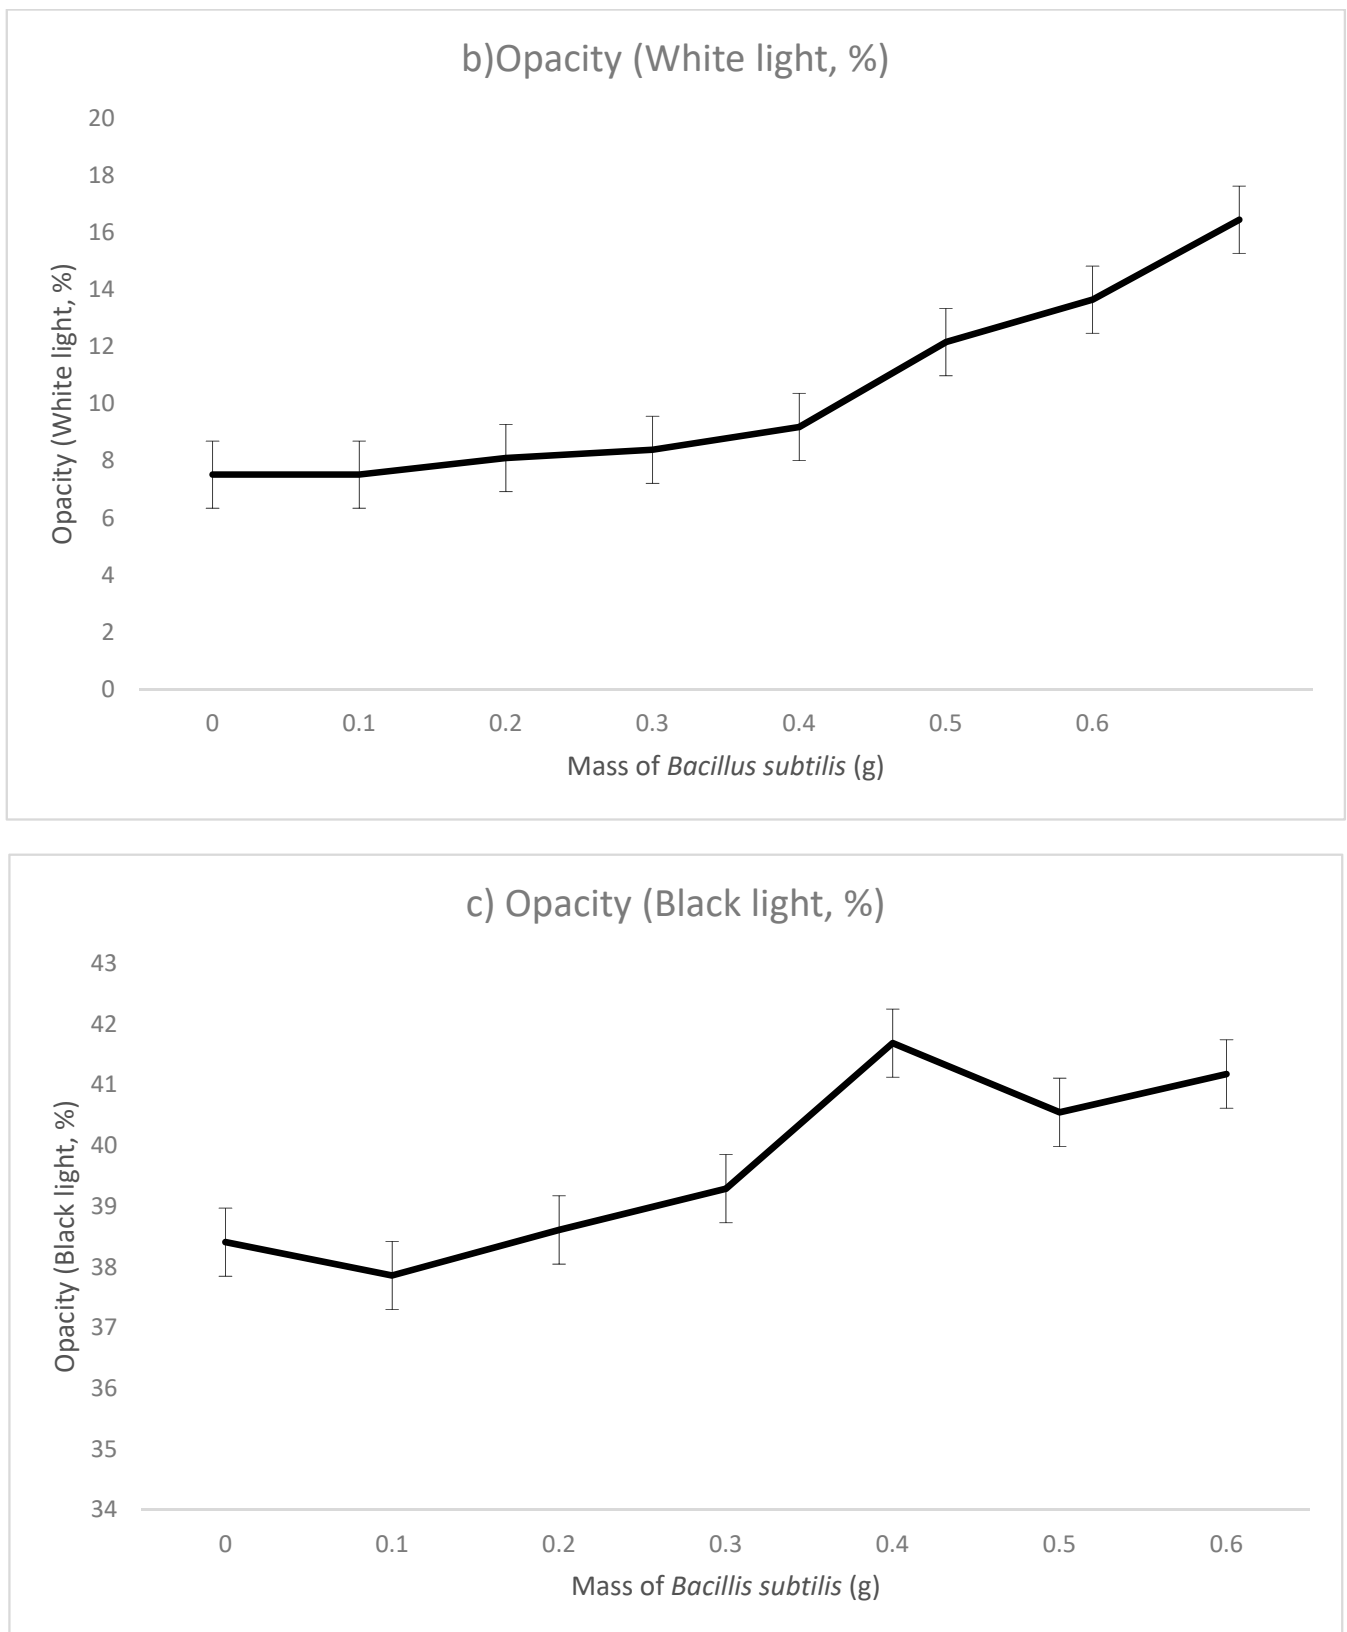 b)Opacity (White light, %)
20
18
16
14
12
10
8
6
4
2
0
Opacity (White light, %)
0 0.1 0.2 0.3 0.4 0.5 0.6
Mass of Bacillus subtilis (g)
c) Opacity (Black light, %)
43
42
41
40
39
38
37
36
35
34
Opacity (Black light, %)
0 0.1 0.2 0.3 0.4 0.5 0.6
Mass of Bacillis subtilis (g)